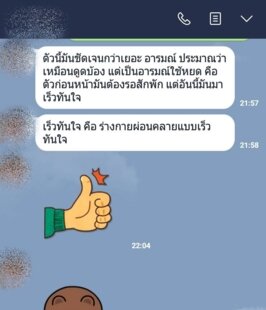 ตัวนี้มันชัดเจนกว่าเยอะ อารมณ์ ประมาณว่า
เหมือนดูดบ้อง แต่เป็นอารมณ์ใช้หยด คือ
ตัวก่อนหน้ามันต้องรอสักพัก แต่อันนี้มันมา
เร็วทันใจ
21:57
เร็วทันใจ คือ ร่างกายผ่อนคลายแบบเร็ว
ทันใจ
21:58
22:04